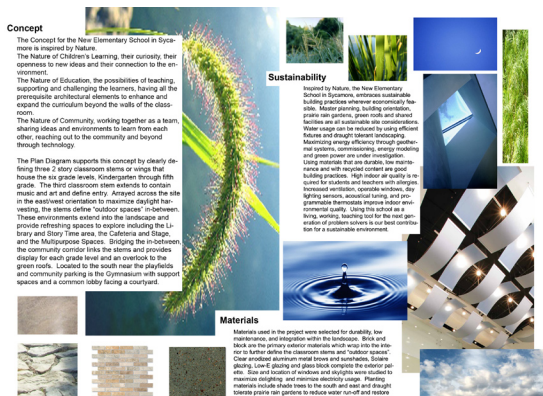 Concept
The Concept for the New Elementary School in Syca-
more is inspired by Nature.
The Nature of Children's Learning, their curiosity, their
openness to new ideas and their connection to the en-
vironment.
The Nature of Education, the possibilities of teaching,
supporting and challenging the learners, having all the
prerequisite architectural elements to enhance and
expand the curriculum beyond the walls of the class-
room.
The Nature of Community, working together as a team,
sharing ideas and environments to learn from each
other, reaching out to the community and beyond
through technology.
The Plan Diagram supports this concept by clearly de-
fining three 2 story classroom stems or wings that
house the six grade levels, Kindergarten through fifth
grade. The third classroom stem extends to contain
music and art and define entry. Arrayed across the site
in the east/west orientation to maximize daylight har-
vesting, the stems define "outdoor spaces" in-between.
These environments extend into the landscape and
provide refreshing spaces to explore including the Li-
brary and Story Time area, the Cafeteria and Stage,
and the Multipurpose Spaces. Bridging the in-between,
the community corridor links the stems and provides
display for each grade level and an overlook to the
green roofs. Located to the south near the playfields
and community parking is the Gymnasium with support
spaces and a common lobby facing a courtyard.
Sustainability
Inspired by Nature, the New Elementary
School In Sycamore, embraces sustainable
building practices wherever economically fea-
sible. Master planning, building orientation,
prairie rain gardens, green roofs and shared
facilities are all sustainable site considerations.
Water usage can be reduced by using efficient
fixtures and drought tolerant landscaping.
Maximizing energy efficiency through geother-
mal systems, commissioning, energy modeling
and green power are under investigation.
Using materials that are durable, low mainte-
nance and with recycled content are good
building practices. High indoor air quality is re-
quired for students and teachers with allergies.
Increased ventilation, operable windows, day
lighting sensors, acoustical tuning, and pro-
grammable thermostats improve indoor envi-
ronmental quality. Using this school as a
living, working, teaching tool for the next gen-
eration of problem solvers is our best contribu-
tion for a sustainable environment.
Materials
Materials used in the project were selected for durability, low
maintenance, and integration within the landscape. Brick and
block are the primary exterior materials which wrap into the inte-
rior to further define the classroom stems and "outdoor spaces".
Clear anodized aluminum metal brows and sunshades, Solaire
glazing, Low-E glazing and glass block complete the exterior pal-
ette. Size and location of windows and skylights were studied to
maximize delighting and minimize electricity usage. Planting
materials include shade trees to the south and east and drought
tolerate prairie rain gardens to reduce water run-off and restore